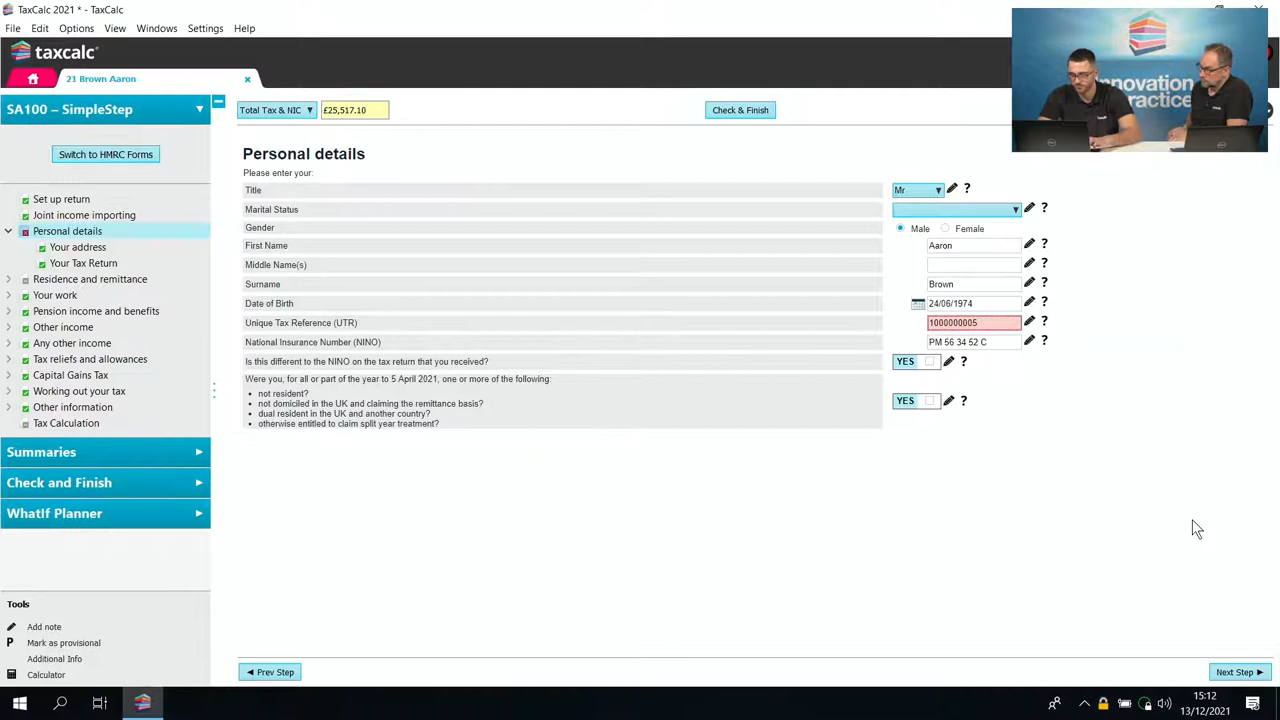 TaxCalc 2021 * - TaxCalc
File Edit Options View Windows Settings Help
taxcalc
21 Brown Aaron
SA100 – SimpleStep
Total Tax & NIC £25,517.10 Check & Finish
nnovation
practice
Switch to HMRC Forms
Set up return
Joint income importing
Personal details
Your address
Your Tax Return
Residence and remittance
Your work
Pension income and benefits
Other income
Any other income
Tax reliefs and allowances
Capital Gains Tax
Working out your tax
Other information
Tax Calculation
Summaries
Check and Finish
WhatIf Planner
Tools
Add note
P Mark as provisional
Additional Info
Calculator
Personal details
Please enter your:
Title Mr ?
Marital Status ?
Gender Male Female
First Name Aaron ?
Middle Name(s) ?
Surname Brown ?
Date of Birth 24/06/1974 ?
Unique Tax Reference (UTR) 1000000005 ?
National Insurance Number (NINO) PM 56 34 52 C ?
Is this different to the NINO on the tax return that you received? YES ?
Were you, for all or part of the year to 5 April 2021, one or more of the following:
• not resident?
• not domiciled in the UK and claiming the remittance basis? YES ?
• dual resident in the UK and another country?
• otherwise entitled to claim split year treatment?
Prev Step Next Step
15:12
13/12/2021